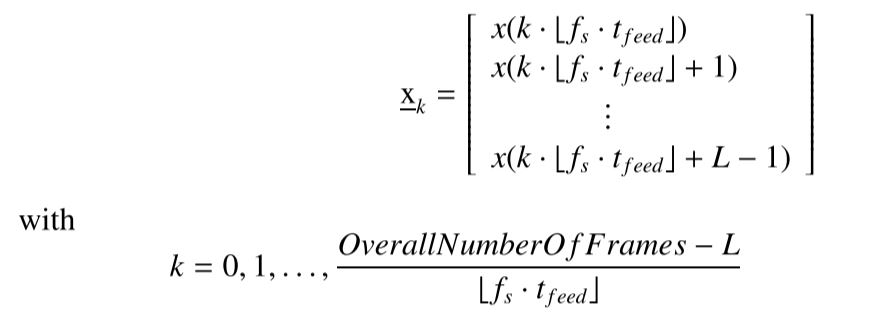 x(k · ⌊f_s · t_feed⌋)
x(k · ⌊f_s · t_feed⌋ + 1)
x_k = ⋮
x(k · ⌊f_s · t_feed⌋ + L − 1)
with
k = 0, 1, . . . , OverallNumberOfFrames − L
⌊f_s · t_feed⌋